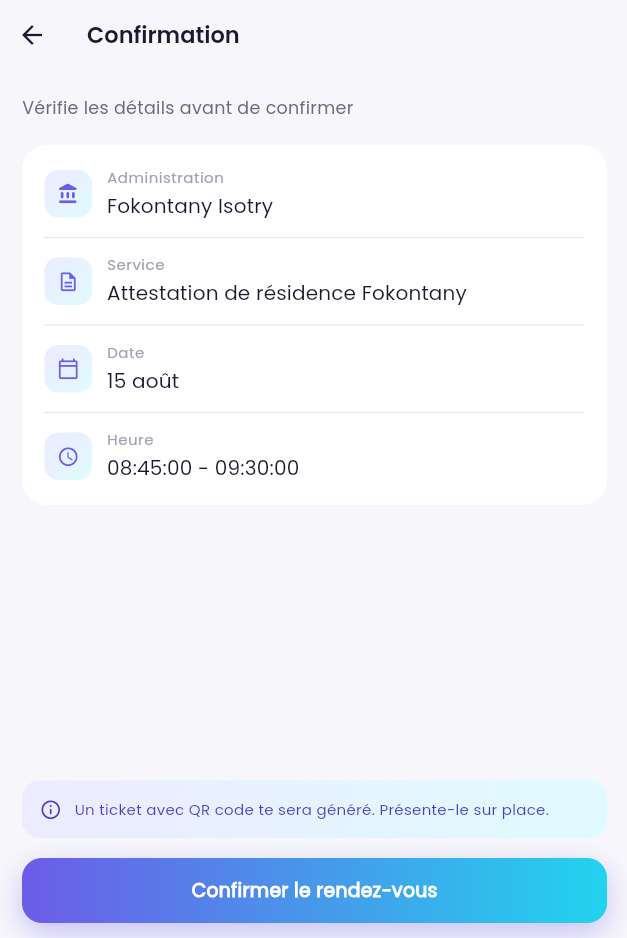 Confirmation
Vérifie les détails avant de confirmer
Administration
Fokontany Isotry
Service
Attestation de résidence Fokontany
Date
15 août
Heure
08:45:00 - 09:30:00
Un ticket avec QR code te sera généré. Présente-le sur place.
Confirmer le rendez-vous